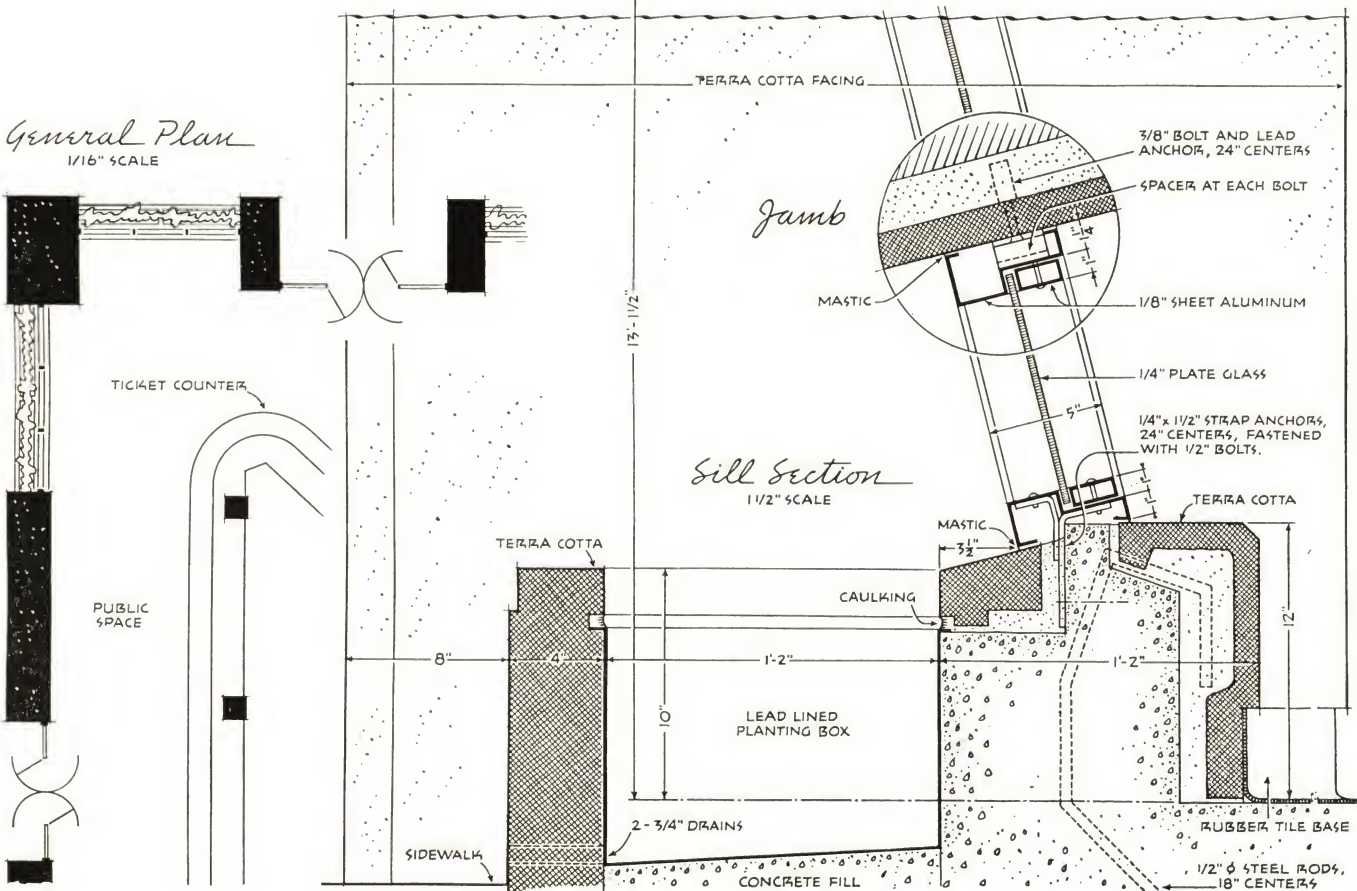 General Plan
1/16" SCALE
TICKET COUNTER
PUBLIC
SPACE
TERRA COTTA FACING
Jamb
3/8" BOLT AND LEAD
ANCHOR, 24" CENTERS
SPACER AT EACH BOLT
1/4"
1"
1"
MASTIC
1/8" SHEET ALUMINUM
13'-11/2"
1/4" PLATE GLASS
5"
1/4" x 11/2" STRAP ANCHORS,
24" CENTERS, FASTENED
WITH 1/2" BOLTS.
Sill Section
11/2" SCALE
1"
1"
1"
TERRA COTTA
MASTIC
3 1/2"
TERRA COTTA
CAULKING
8"
4"
1'-2"
1'-2"
12"
10"
LEAD LINED
PLANTING BOX
2 - 3/4" DRAINS
SIDEWALK
CONCRETE FILL
RUBBER TILE BASE
1/2" ϕ STEEL RODS,
18" CENTERS